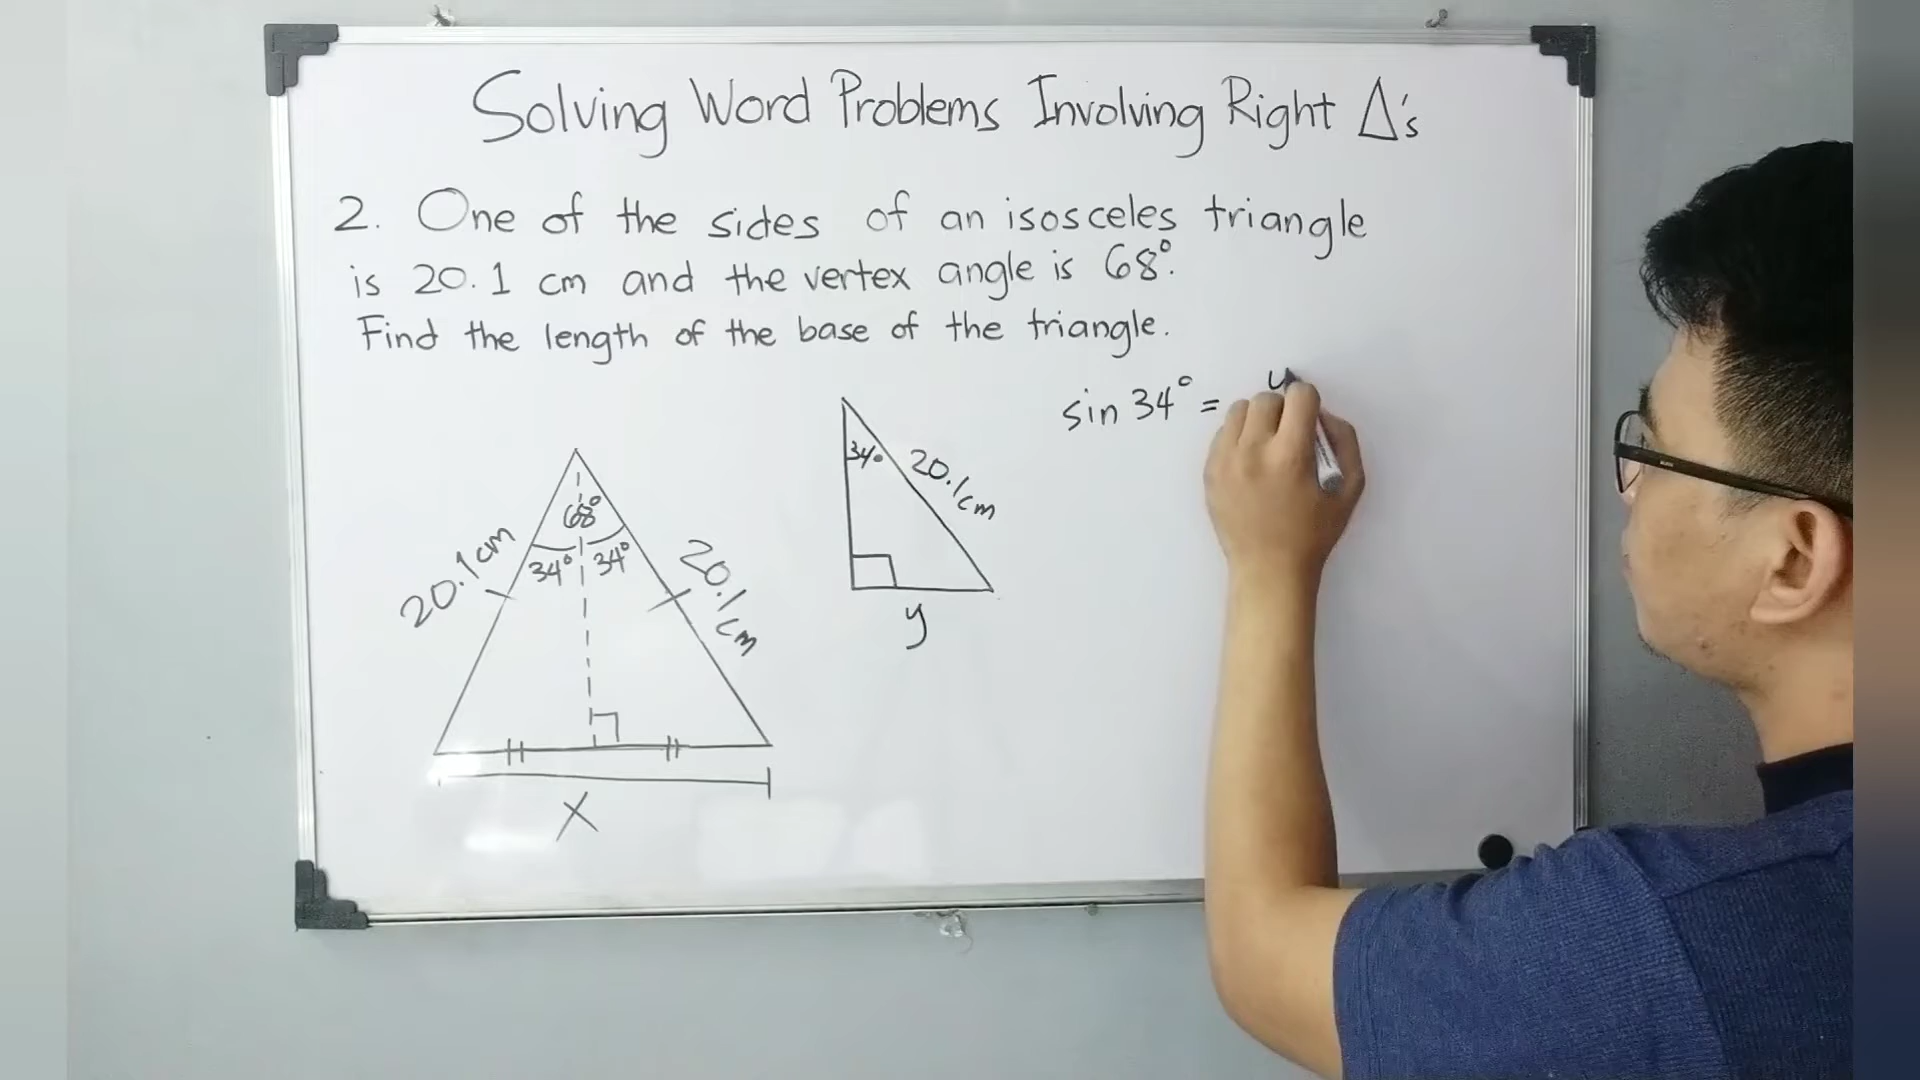 Solving Word Problems Involving Right Δ's
2. One of the sides of an isosceles triangle
is 20.1 cm and the vertex angle is 68°.
Find the length of the base of the triangle.
sin 34° = y
34°
20.1cm
y
68°
34°
34°
20.1cm
20.1cm
X